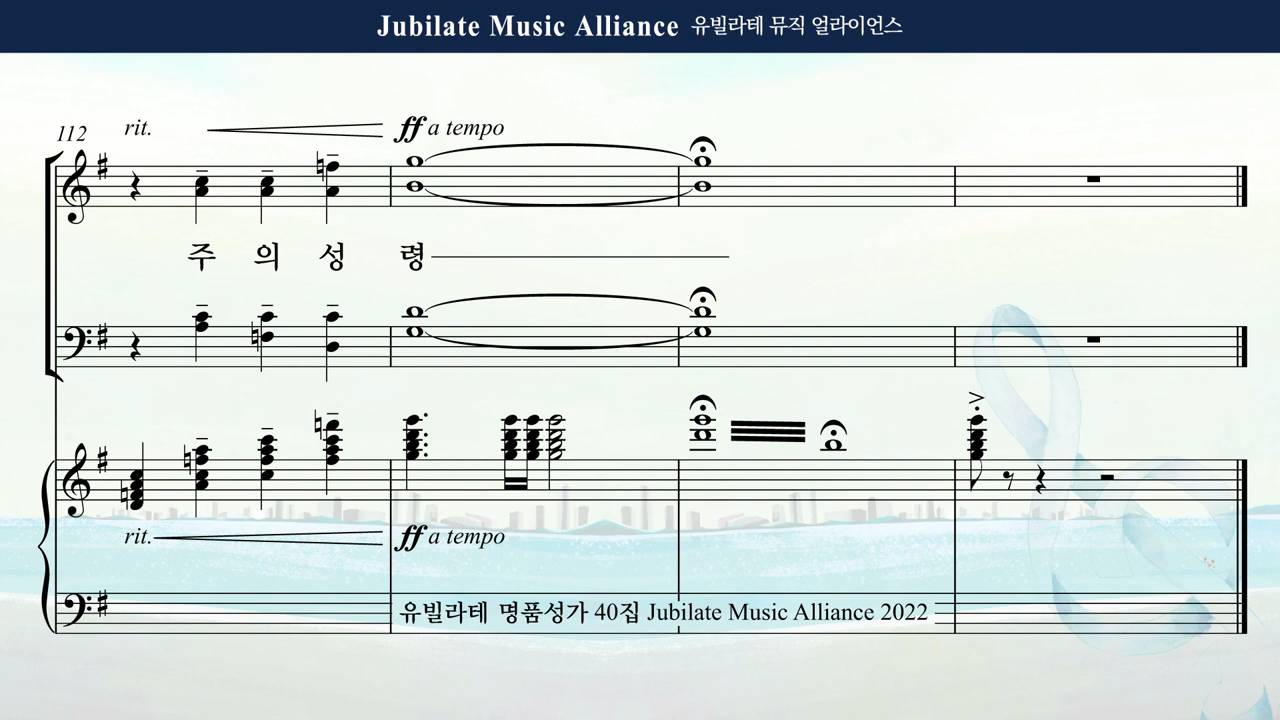 Jubilate Music Alliance 유빌라테 뮤직 얼라이언스
112 rit. ff a tempo
주 의 성 령
rit. ff a tempo
유빌라테 명품성가 40집 Jubilate Music Alliance 2022